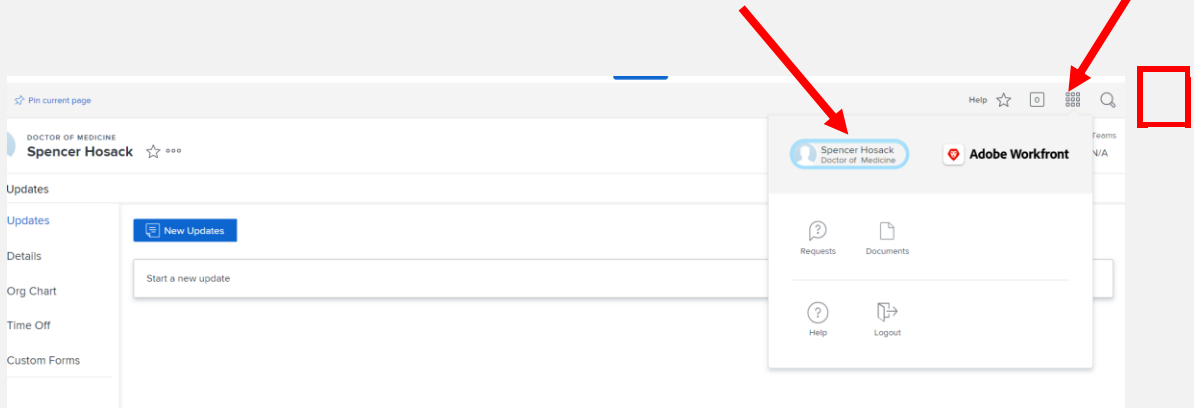 Pin current page
Help
0
DOCTOR OF MEDICINE
Spencer Hosack
Teams
N/A
Updates
Updates
Details
Org Chart
Time Off
Custom Forms
New Updates
Start a new update
Spencer Hosack
Doctor of Medicine
Adobe Workfront
Requests
Documents
Help
Logout